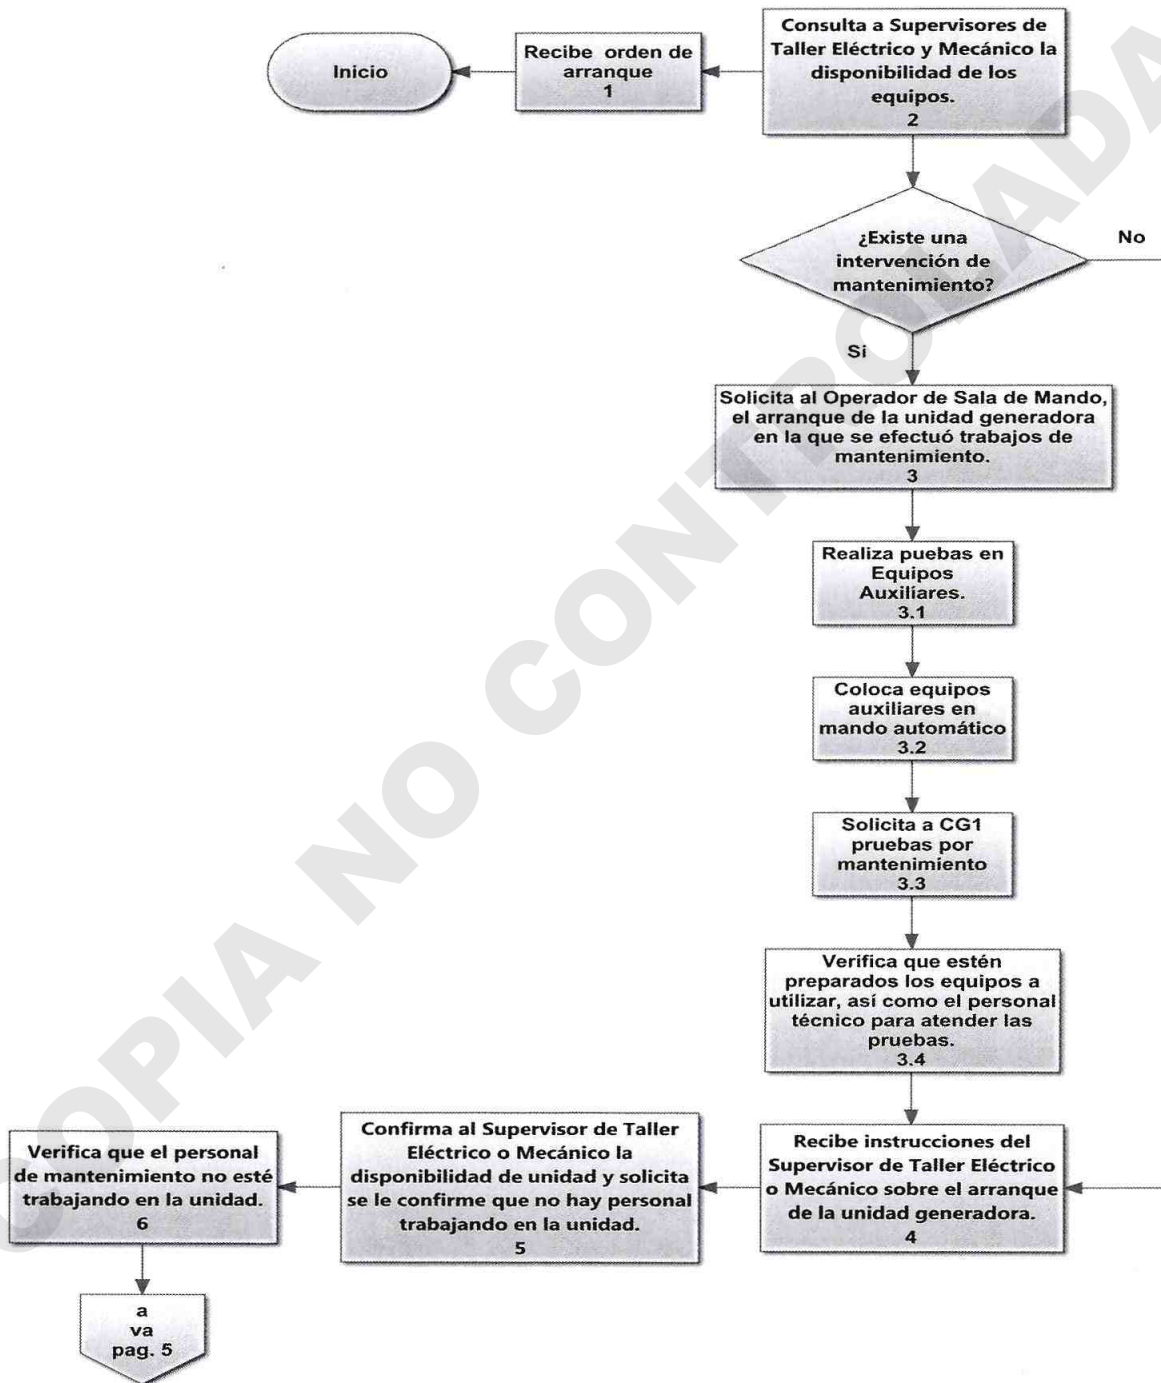 Inicio
Recibe orden de
arranque
1
Consulta a Supervisores de
Taller Eléctrico y Mecánico la
disponibilidad de los
equipos.
2
¿Existe una
intervención de
mantenimiento?
No
Si
Solicita al Operador de Sala de Mando,
el arranque de la unidad generadora
en la que se efectuó trabajos de
mantenimiento.
3
Realiza puebas en
Equipos
Auxiliares.
3.1
Coloca equipos
auxiliares en
mando automático
3.2
Solicita a CG1
pruebas por
mantenimiento
3.3
Verifica que estén
preparados los equipos a
utilizar, así como el personal
técnico para atender las
pruebas.
3.4
Recibe instrucciones del
Supervisor de Taller Eléctrico
o Mecánico sobre el arranque
de la unidad generadora.
4
Confirma al Supervisor de Taller
Eléctrico o Mecánico la
disponibilidad de unidad y solicita
se le confirme que no hay personal
trabajando en la unidad.
5
Verifica que el personal
de mantenimiento no esté
trabajando en la unidad.
6
a
va
pag. 5
COPIA NO CONTROLADA